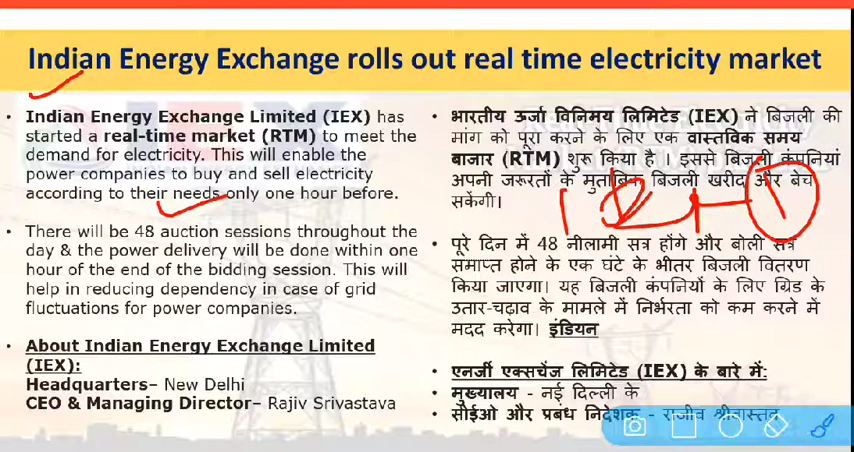 Indian Energy Exchange rolls out real time electricity market
• Indian Energy Exchange Limited (IEX) has
started a real-time market (RTM) to meet the
demand for electricity. This will enable the
power companies to buy and sell electricity
according to their needs only one hour before.
• There will be 48 auction sessions throughout the
day & the power delivery will be done within one
hour of the end of the bidding session. This will
help in reducing dependency in case of grid
fluctuations for power companies.
• About Indian Energy Exchange Limited
(IEX):
Headquarters– New Delhi
CEO & Managing Director– Rajiv Srivastava
• भारतीय ऊर्जा विनिमय लिमिटेड (IEX) ने बिजली की
मांग को पूरा करने के लिए एक वास्तविक समय
बाजार (RTM) शुरू किया है । इससे बिजली कंपनियां
अपनी जरूरतों के मुताबिक बिजली खरीद और बेच
सकेंगी।
• पूरे दिन में 48 नीलामी सत्र होंगे और बोली सत्र
समाप्त होने के एक घंटे के भीतर बिजली वितरण
किया जाएगा। यह बिजली कंपनियों के लिए ग्रिड के
उतार-चढ़ाव के मामले में निर्भरता को कम करने में
मदद करेगा। इंडियन
• एनर्जी एक्सचेंज लिमिटेड (IEX) के बारे में:
• मुख्यालय - नई दिल्ली के
• सीईओ और प्रबंध निदेशक - राजीव श्रीवास्तव